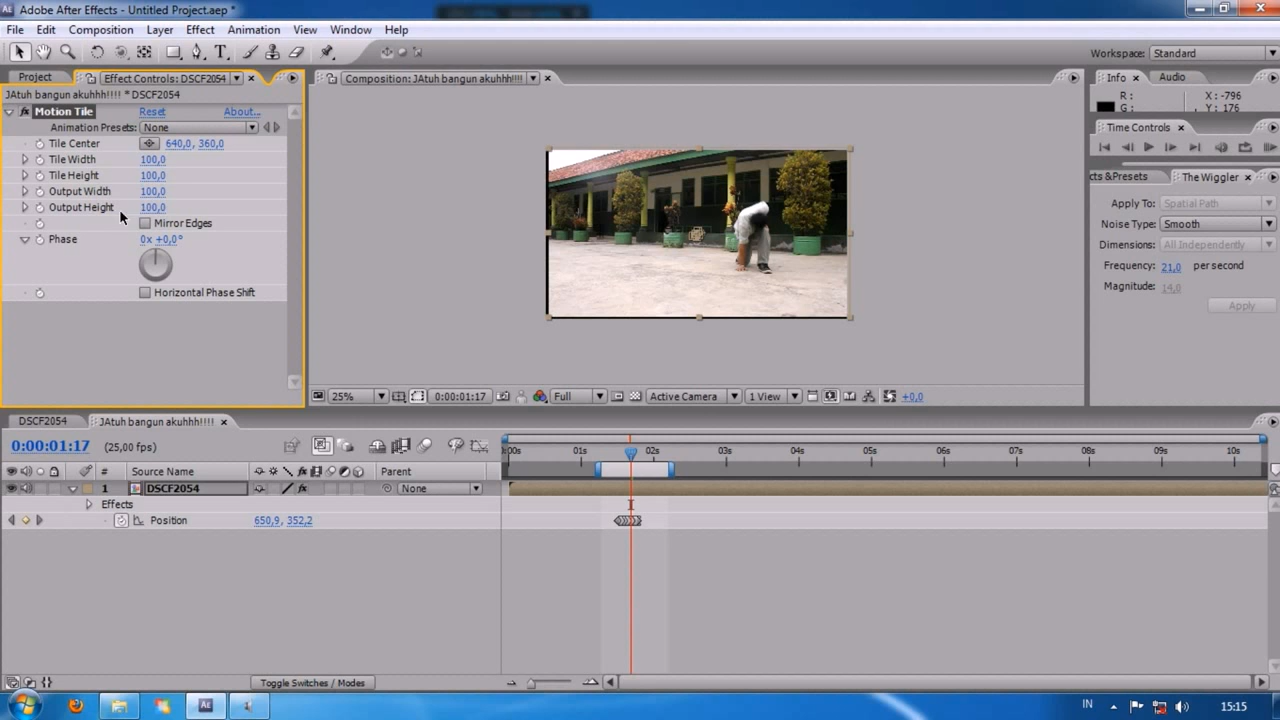 Adobe After Effects - Untitled Project.aep *
File Edit Composition Layer Effect Animation View Window Help
Workspace: Standard
Project Effect Controls: DSCF2054
JAtuh bangun akuhhh!!!! * DSCF2054
Motion Tile Reset About...
Animation Presets: None
Tile Center 640,0, 360,0
Tile Width 100,0
Tile Height 100,0
Output Width 100,0
Output Height 100,0
Mirror Edges
Phase 0x +0,0°
Horizontal Phase Shift
Composition: JAtuh bangun akuhhh!!!!
25% 0:00:01:17 Full Active Camera 1 View +0,0
Info Audio
R : X : -796
G : Y : 176
Time Controls
cts &Presets The Wiggler
Apply To: Spatial Path
Noise Type: Smooth
Dimensions: All Independently
Frequency: 21,0 per second
Magnitude: 14,0
Apply
DSCF2054 JAtuh bangun akuhhh!!!!
0:00:01:17 (25,00 fps)
:00s 01s 02s 03s 04s 05s 06s 07s 08s 09s 10s
# Source Name Parent
1 DSCF2054 None
Effects
Position 650,9, 352,2
Toggle Switches / Modes
IN 15:15